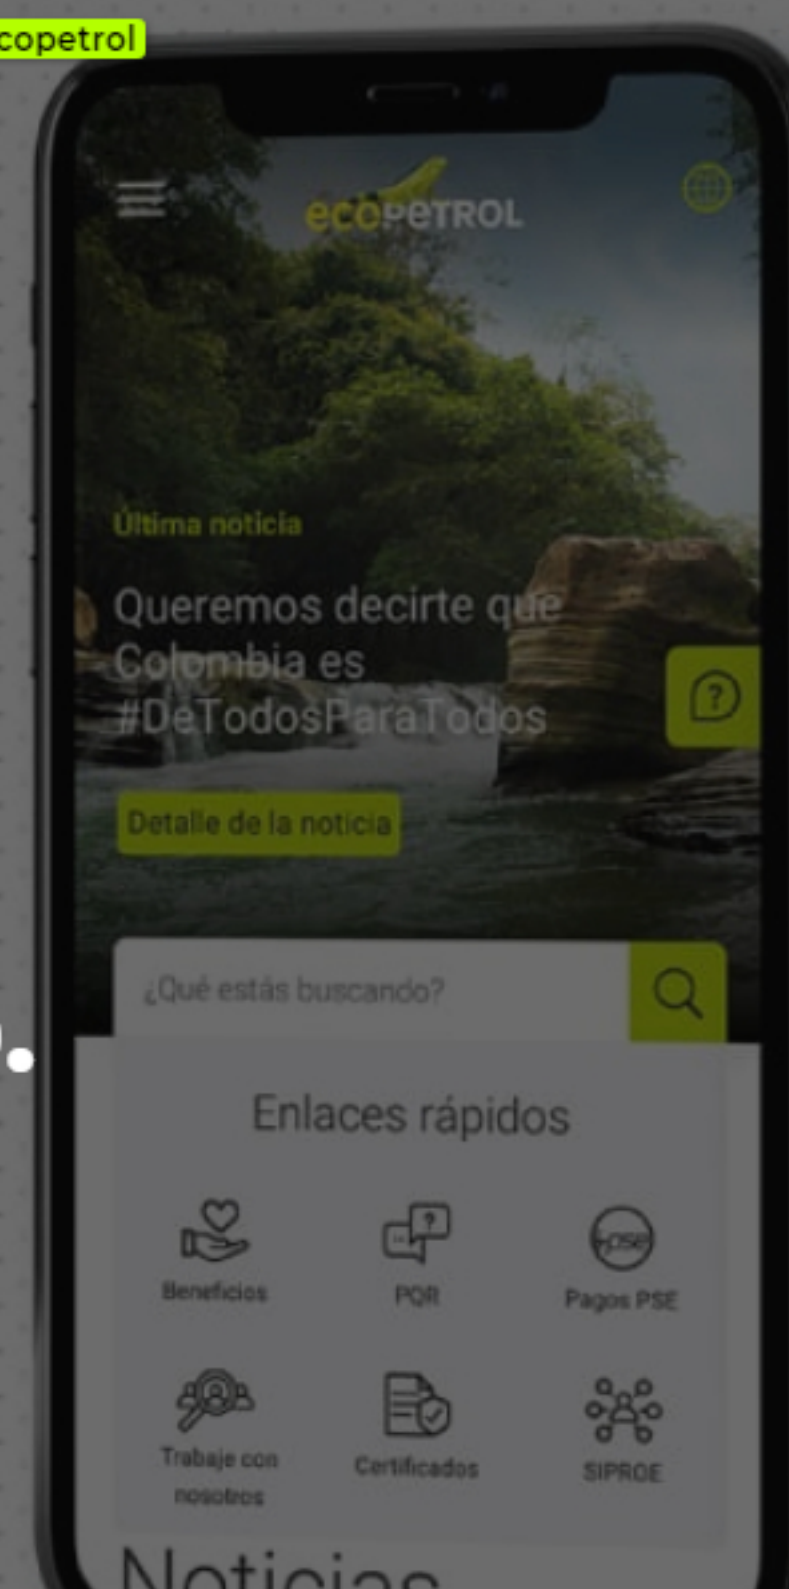 copetrol
ecoPETROL
Última noticia
Queremos decirte que
Colombia es
#DeTodosParaTodos
Detalle de la noticia
¿Qué estás buscando?
Enlaces rápidos
Beneficios
PQR
Pagos PSE
pse
Trabaje con
nosotros
Certificados
SIPROE
Noticias